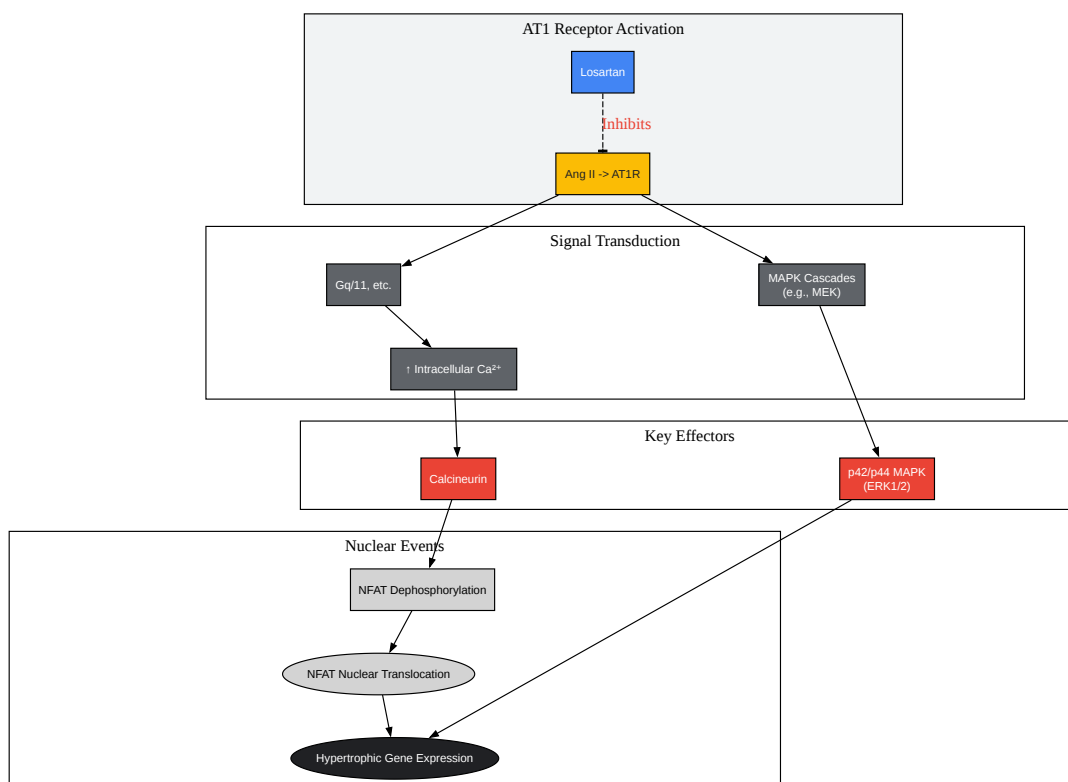 AT1 Receptor Activation
Losartan
Inhibits
Ang II -> AT1R
Signal Transduction
Gq/11, etc.
MAPK Cascades
(e.g., MEK)
↑ Intracellular Ca²⁺
Key Effectors
Calcineurin
p42/p44 MAPK
(ERK1/2)
Nuclear Events
NFAT Dephosphorylation
NFAT Nuclear Translocation
Hypertrophic Gene Expression